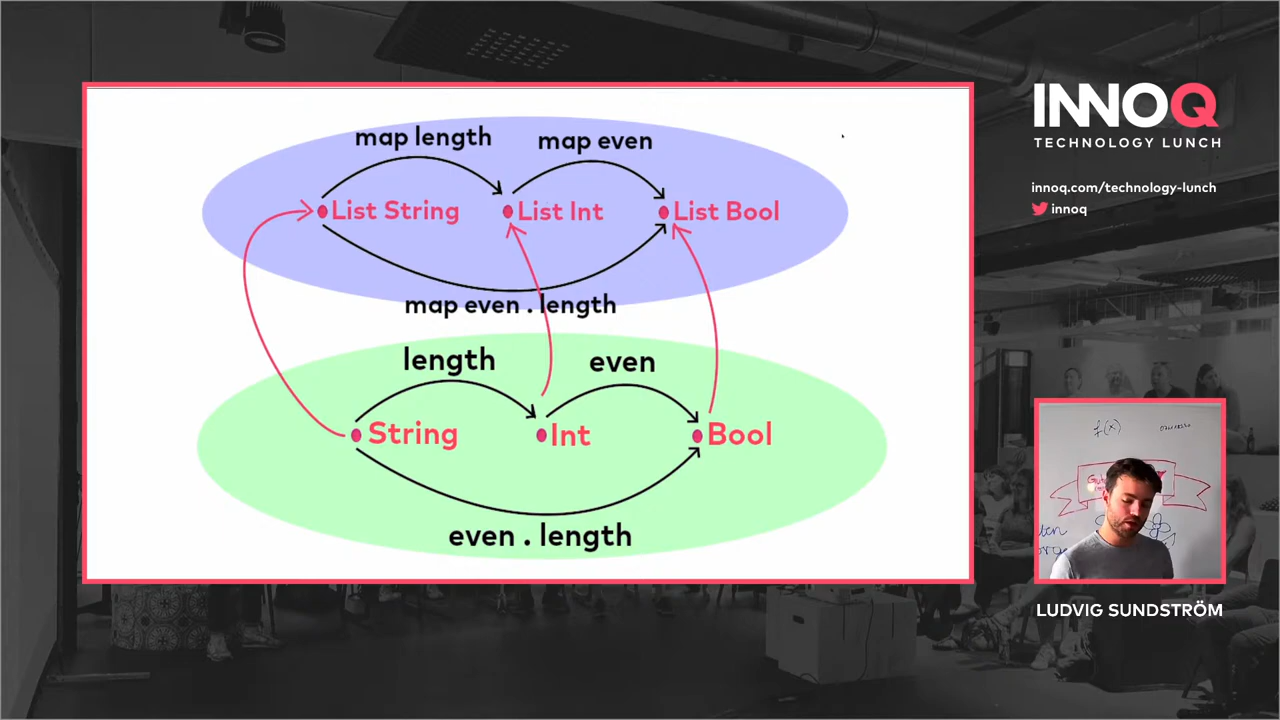 map length
map even
List String
List Int
List Bool
map even . length
length
even
String
Int
Bool
even . length
INNOQ
TECHNOLOGY LUNCH
innoq.com/technology-lunch
innoq
f(x)
LUDVIG SUNDSTRÖM